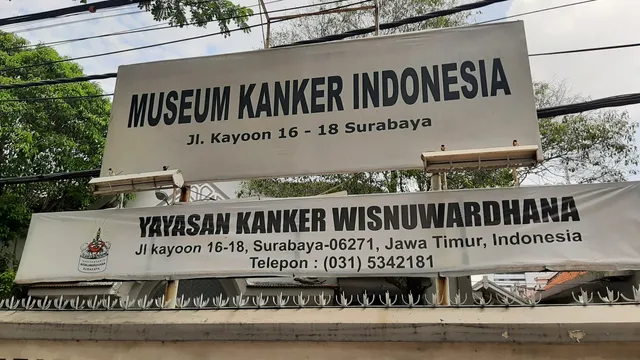 MUSEUM KANKER INDONESIA
Jl. Kayoon 16 - 18 Surabaya
YAYASAN KANKER WISNUWARDHANA
Jl kayoon 16-18, Surabaya-06271, Jawa Timur, Indonesia
Telepon : (031) 5342181